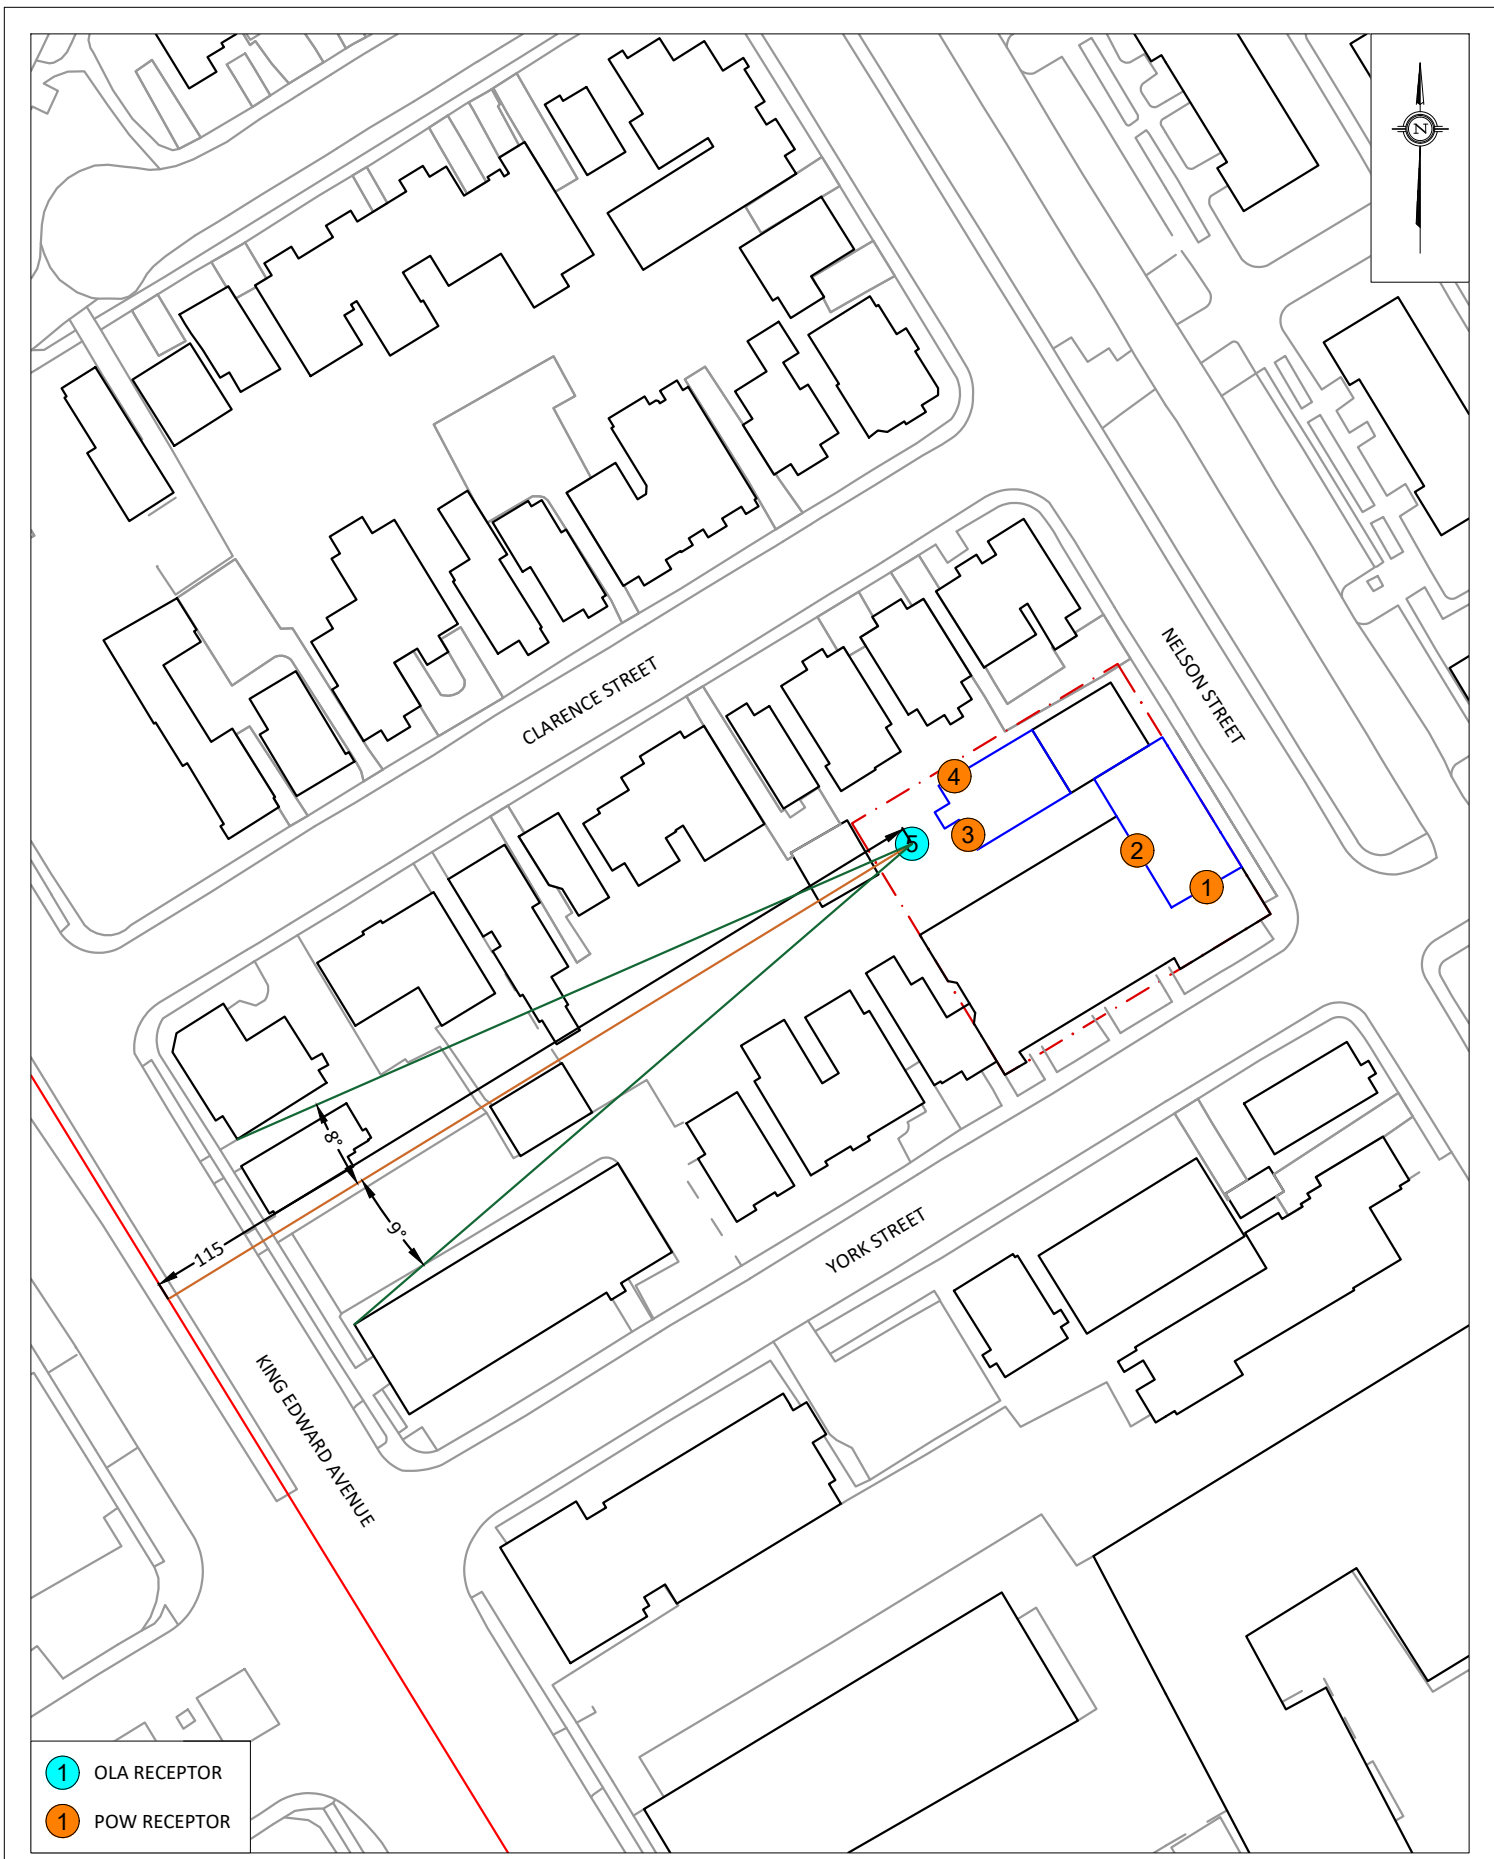 N
NELSON STREET
CLARENCE STREET
4
5
3
2
1
8°
9°
115
YORK STREET
KING EDWARD AVENUE
1 OLA RECEPTOR
1 POW RECEPTOR